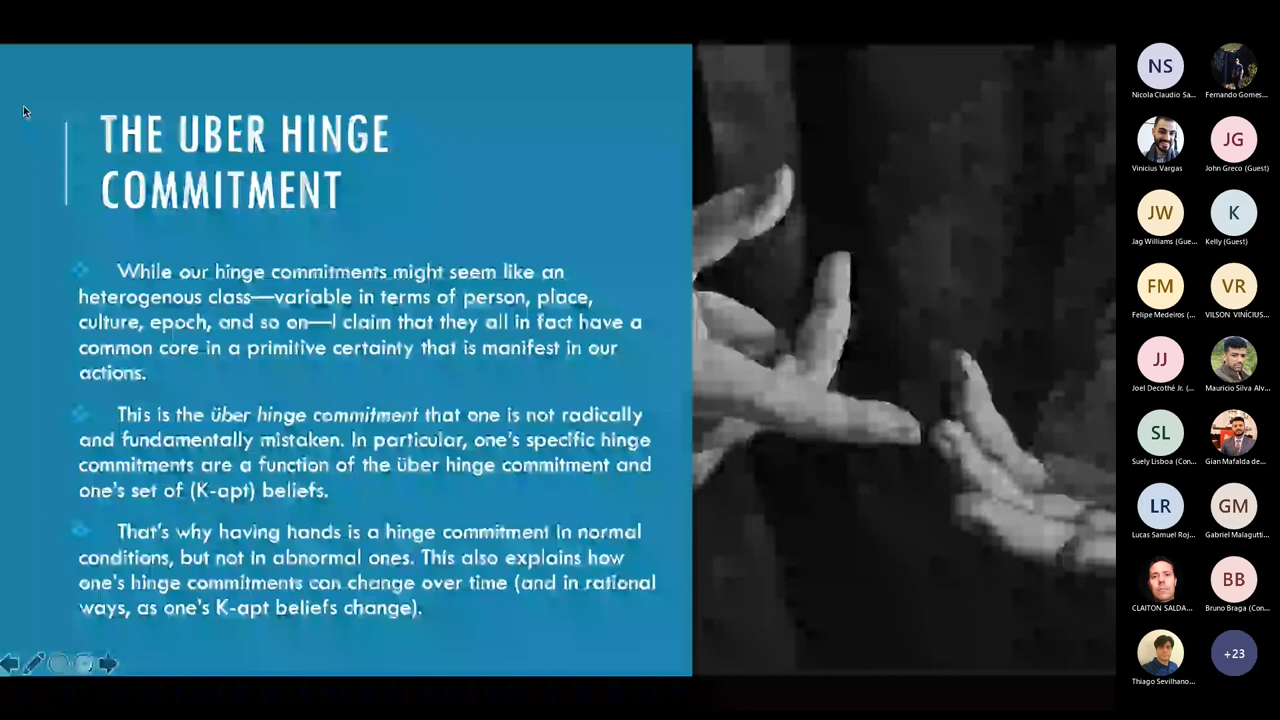 THE UBER HINGE
COMMITMENT
While our hinge commitments might seem like an
heterogenous class—variable in terms of person, place,
culture, epoch, and so on—I claim that they all in fact have a
common core in a primitive certainty that is manifest in our
actions.
This is the über hinge commitment that one is not radically
and fundamentally mistaken. In particular, one's specific hinge
commitments are a function of the über hinge commitment and
one's set of (K-apt) beliefs.
That's why having hands is a hinge commitment in normal
conditions, but not in abnormal ones. This also explains how
one's hinge commitments can change over time (and in rational
ways, as one's K-apt beliefs change).
NS
Nicola Claudio Sa...
Fernando Gomes...
Vinicius Vargas
JG
John Greco (Guest)
JW
Jag Williams (Gue...
K
Kelly (Guest)
FM
Felipe Medeiros (...
VR
VILSON VINÍCIUS...
JJ
Joel Decothé Jr. (...
Mauricio Silva Alv...
SL
Suely Lisboa (Con...
Gian Mafalda de...
LR
Lucas Samuel Roj...
GM
Gabriel Malagutti...
CLAITON SALDA...
BB
Bruno Braga (Con...
Thiago Sevilhano...
+23